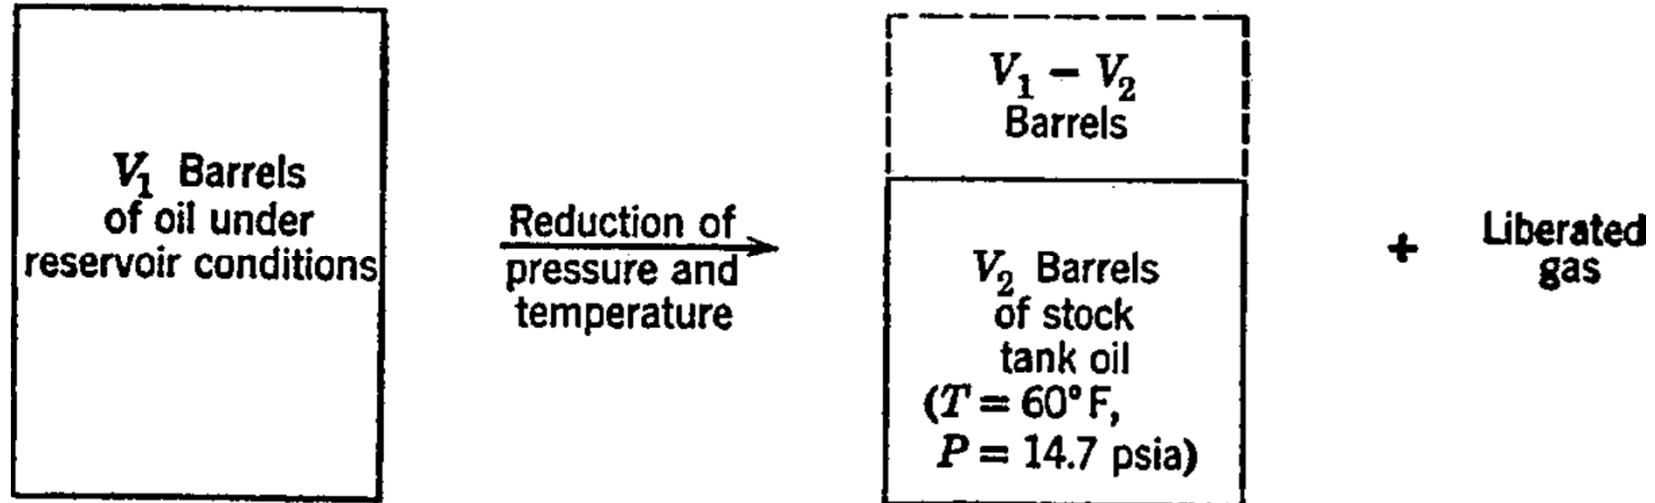 V₁ Barrels
of oil under
reservoir conditions
Reduction of
pressure and
temperature
V₁ − V₂
Barrels
V₂ Barrels
of stock
tank oil
(T = 60°F,
P = 14.7 psia)
+
Liberated
gas